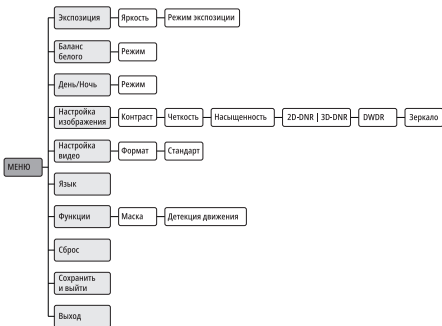 Экспозиция
Яркость
Режим экспозиции
Баланс
белого
Режим
День/Ночь
Режим
Настройка
изображения
Контраст
Четкость
Насыщенность
2D-DNR | 3D-DNR
DWDR
Зеркало
Настройка
видео
Формат
Стандарт
МЕНЮ
Язык
Функции
Маска
Детекция движения
Сброс
Сохранить
и выйти
Выход